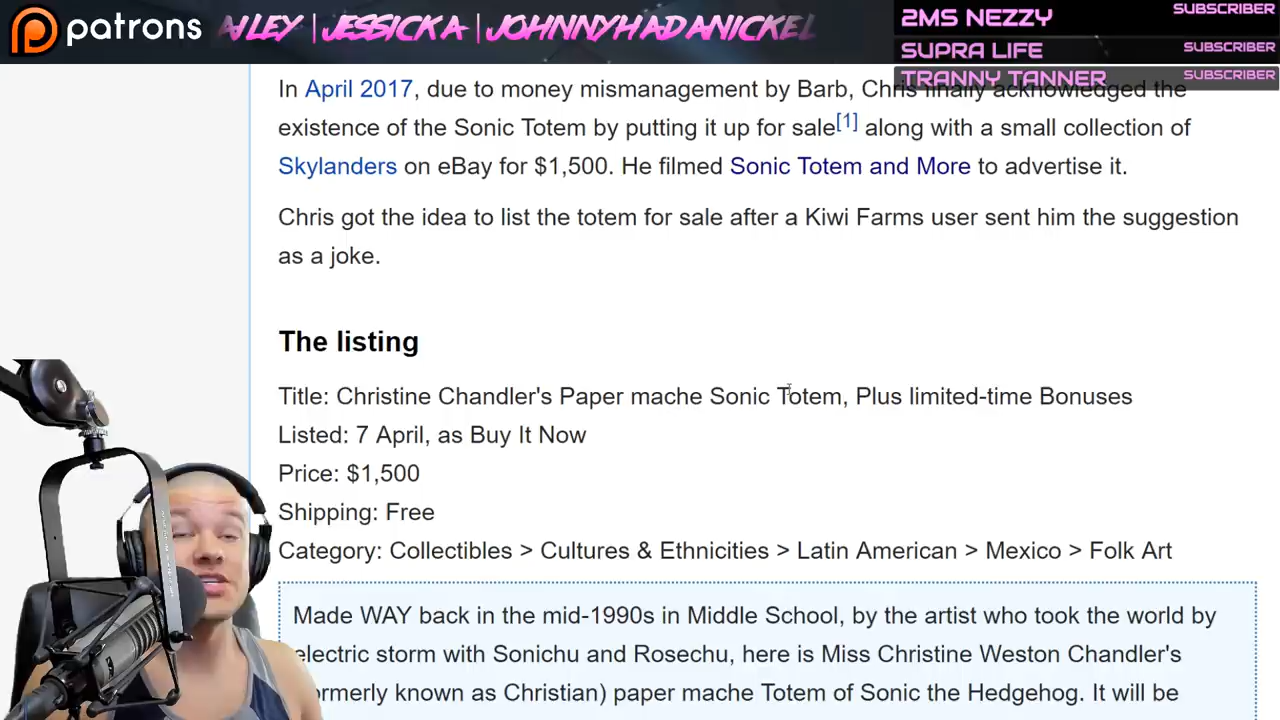 patrons
ALEY | JESSICKA | JOHNNYHADANICKEL
2MS NEZZY SUBSCRIBER
SUPRA LIFE SUBSCRIBER
TRANNY TANNER SUBSCRIBER
In April 2017, due to money mismanagement by Barb, Chris finally acknowledged the
existence of the Sonic Totem by putting it up for sale[1] along with a small collection of
Skylanders on eBay for $1,500. He filmed Sonic Totem and More to advertise it.
Chris got the idea to list the totem for sale after a Kiwi Farms user sent him the suggestion
as a joke.
The listing
Title: Christine Chandler's Paper mache Sonic Totem, Plus limited-time Bonuses
Listed: 7 April, as Buy It Now
Price: $1,500
Shipping: Free
Category: Collectibles > Cultures & Ethnicities > Latin American > Mexico > Folk Art
Made WAY back in the mid-1990s in Middle School, by the artist who took the world by
electric storm with Sonichu and Rosechu, here is Miss Christine Weston Chandler's
formerly known as Christian) paper mache Totem of Sonic the Hedgehog. It will be